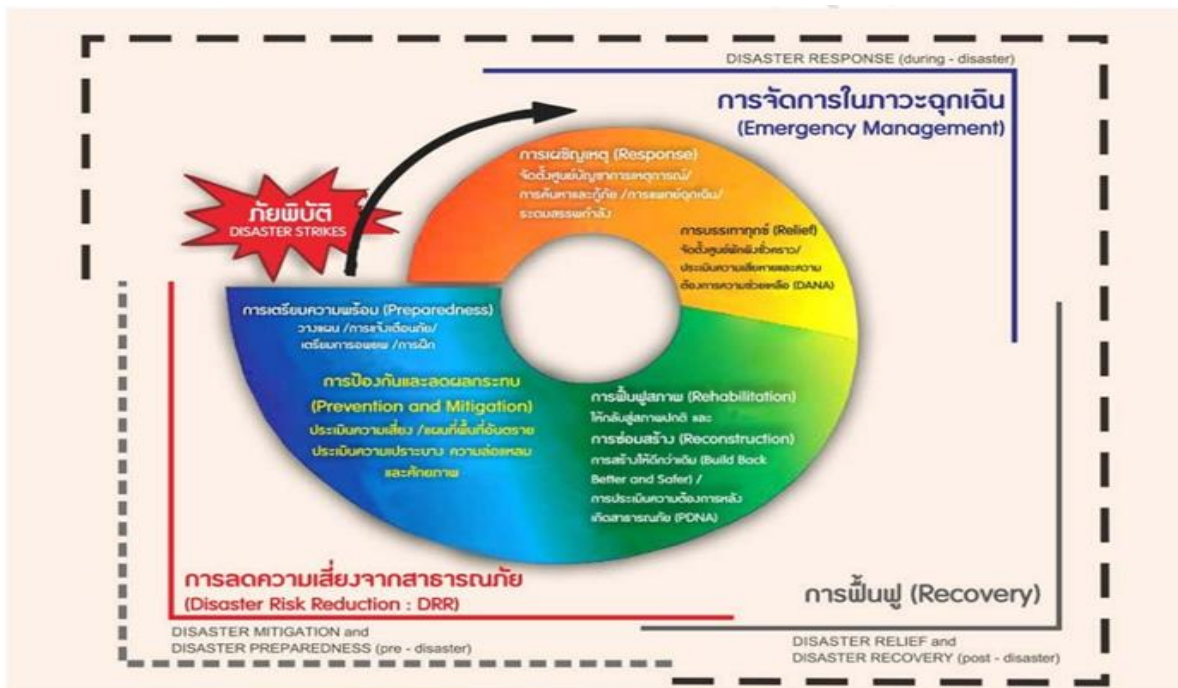 DISASTER RESPONSE (during - disaster)
การจัดการในภาวะฉุกเฉิน
(Emergency Management)
ภัยพิบัติ
DISASTER STRIKES
การเผชิญเหตุ (Response)
จัดตั้งศูนย์บัญชาการเหตุการณ์/
การค้นหาและกู้ภัย /การแพทย์ฉุกเฉิน/
ระดมสรรพกำลัง
การบรรเทาทุกข์ (Relief)
จัดตั้งศูนย์พักพิงชั่วคราว/
ประเมินความเสียหายและความ
ต้องการความช่วยเหลือ (DANA)
การเตรียมความพร้อม (Preparedness)
วางแผน /การแจ้งเตือนภัย/
เตรียมการอพยพ /การฝึก
การป้องกันและลดผลกระทบ
(Prevention and Mitigation)
ประเมินความเสี่ยง /แผนที่พื้นที่อันตราย
ประเมินความเปราะบาง ความล่อแหลม
และศักยภาพ
การฟื้นฟูสภาพ (Rehabilitation)
ให้กลับสู่สภาพปกติ และ
การซ่อมสร้าง (Reconstruction)
การสร้างให้ดีกว่าเดิม (Build Back
Better and Safer) /
การประเมินความต้องการหลัง
เกิดสาธารณภัย (PDNA)
การลดความเสี่ยงจากสาธารณภัย
(Disaster Risk Reduction : DRR)
DISASTER MITIGATION and
DISASTER PREPAREDNESS (pre - disaster)
การฟื้นฟู (Recovery)
DISASTER RELIEF and
DISASTER RECOVERY (post - disaster)